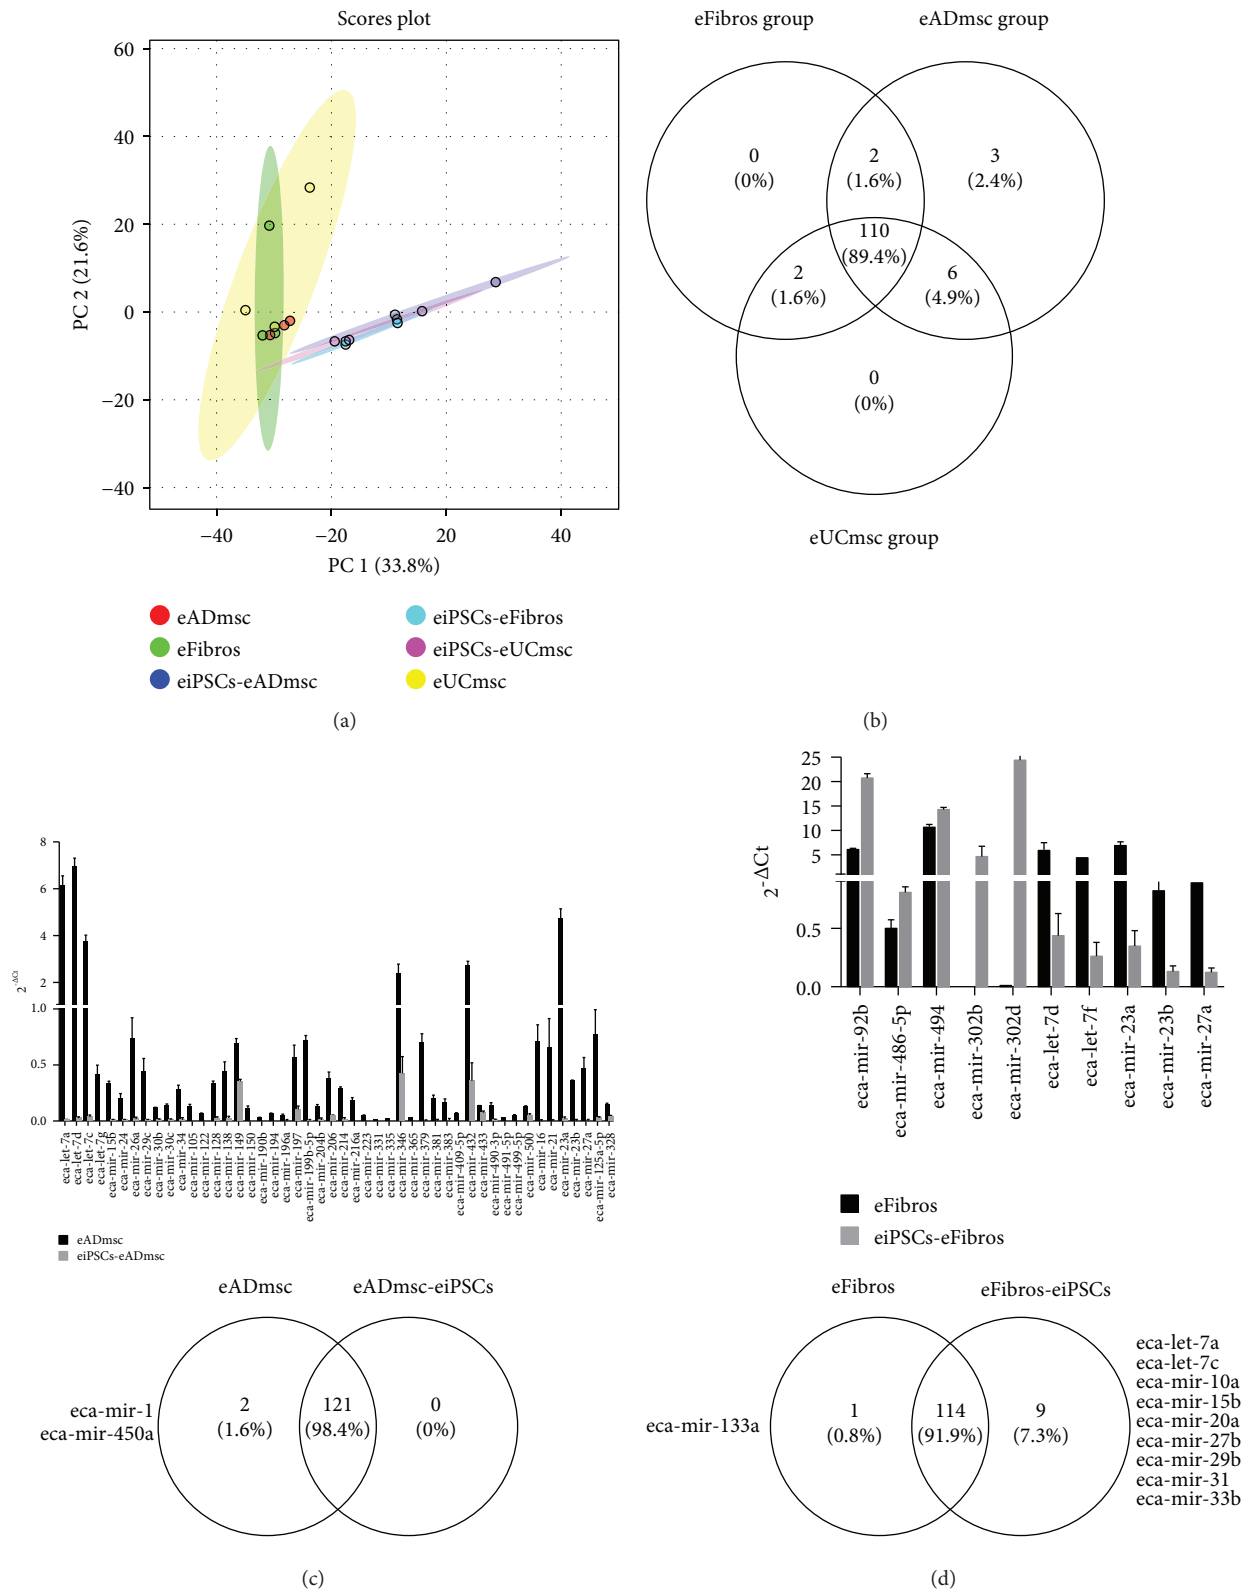 Scores plot
60
40
20
0
−20
−40
PC 2 (21.6%)
−40
−20
20
40
PC 1 (33.8%)
eADmsc
eFibros
eiPSCs-eADmsc
eiPSCs-eFibros
eiPSCs-eUCmsc
eUCmsc
(a)
eFibros group
eADmsc group
0
(0%)
2
(1.6%)
3
(2.4%)
110
(89.4%)
2
(1.6%)
6
(4.9%)
0
(0%)
eUCmsc group
(b)
8
6
4
2
1.0
0.5
0.0
2^-ΔCt
eca-let-7a
eca-let-7d
eca-let-7c
eca-let-7g
eca-mir-15b
eca-mir-24
eca-mir-26a
eca-mir-29c
eca-mir-30b
eca-mir-30c
eca-mir-34
eca-mir-105
eca-mir-122
eca-mir-128
eca-mir-138
eca-mir-149
eca-mir-150
eca-mir-190b
eca-mir-194
eca-mir-196a
eca-mir-197
eca-mir-199b-5p
eca-mir-204b
eca-mir-206
eca-mir-214
eca-mir-216a
eca-mir-223
eca-mir-331
eca-mir-335
eca-mir-346
eca-mir-365
eca-mir-379
eca-mir-381
eca-mir-383
eca-mir-409-5p
eca-mir-432
eca-mir-433
eca-mir-490-3p
eca-mir-491-5p
eca-mir-499-5p
eca-mir-500
eca-mir-16
eca-mir-21
eca-mir-23a
eca-mir-23b
eca-mir-27a
eca-mir-125a-5p
eca-mir-328
eADmsc
eiPSCs-eADmsc
eADmsc
eADmsc-eiPSCs
eca-mir-1
eca-mir-450a
2
(1.6%)
121
(98.4%)
0
(0%)
(c)
25
20
15
10
5
0.5
0.0
2^-ΔCt
eca-mir-92b
eca-mir-486-5p
eca-mir-494
eca-mir-302b
eca-mir-302d
eca-let-7d
eca-let-7f
eca-mir-23a
eca-mir-23b
eca-mir-27a
eFibros
eiPSCs-eFibros
eFibros
eFibros-eiPSCs
eca-mir-133a
1
(0.8%)
114
(91.9%)
9
(7.3%)
eca-let-7a
eca-let-7c
eca-mir-10a
eca-mir-15b
eca-mir-20a
eca-mir-27b
eca-mir-29b
eca-mir-31
eca-mir-33b
(d)